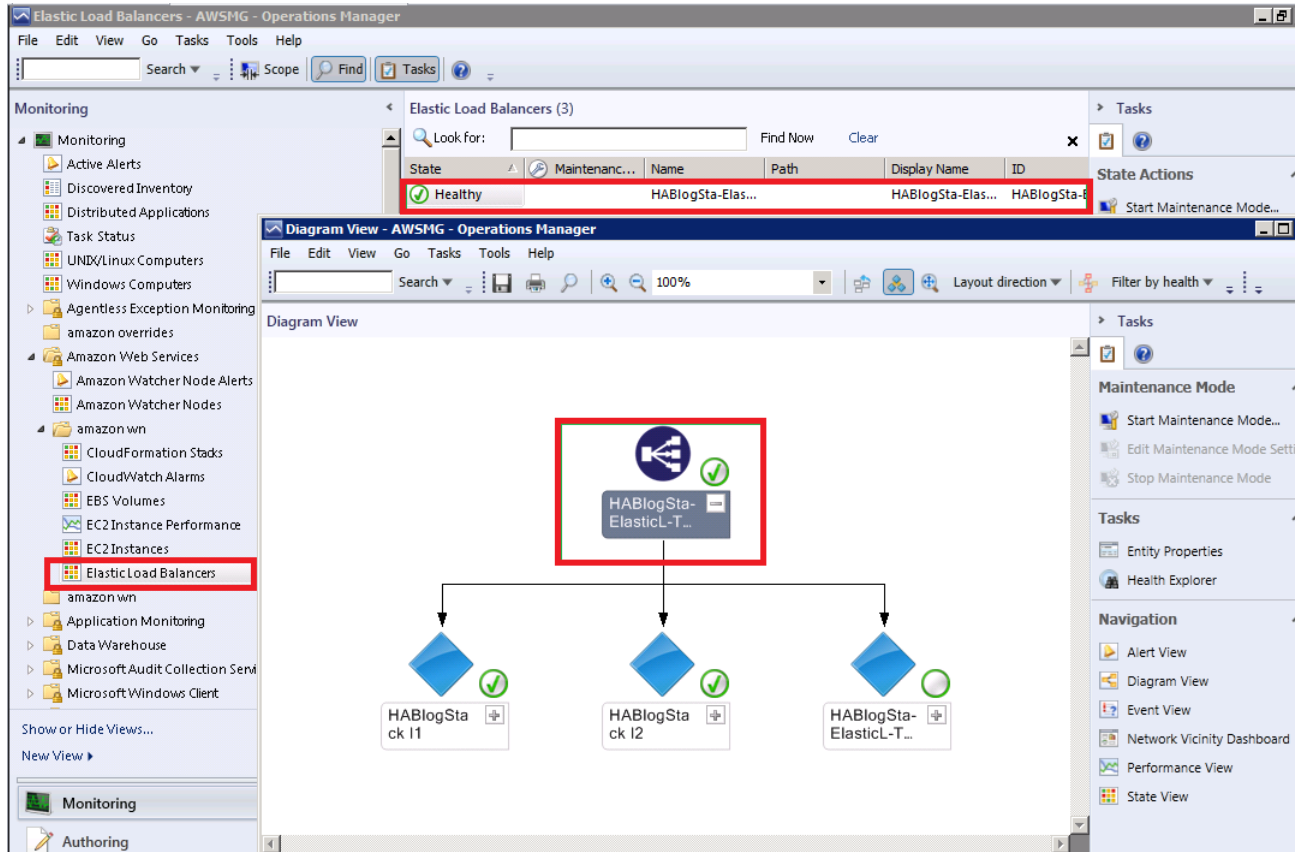 Elastic Load Balancers - AWSMG - Operations Manager
File Edit View Go Tasks Tools Help
Search Scope Find Tasks
Monitoring
Monitoring
Active Alerts
Discovered Inventory
Distributed Applications
Task Status
UNIX/Linux Computers
Windows Computers
Agentless Exception Monitoring
amazon overrides
Amazon Web Services
Amazon Watcher Node Alerts
Amazon Watcher Nodes
amazon wn
CloudFormation Stacks
CloudWatch Alarms
EBS Volumes
EC2 Instance Performance
EC2 Instances
Elastic Load Balancers
amazon wn
Application Monitoring
Data Warehouse
Microsoft Audit Collection Servi
Microsoft Windows Client
Show or Hide Views...
New View
Monitoring
Authoring
Elastic Load Balancers (3)
Look for: Find Now Clear
State Maintenanc... Name Path Display Name ID
Healthy HABlogSta-Elas... HABlogSta-Elas... HABlogSta-E
Tasks
State Actions
Start Maintenance Mode...
Diagram View - AWSMG - Operations Manager
File Edit View Go Tasks Tools Help
Search 100% Layout direction Filter by health
Diagram View
HABlogSta-
ElasticL-T...
HABlogSta
ck I1
HABlogSta
ck I2
HABlogSta-
ElasticL-T...
Tasks
Maintenance Mode
Start Maintenance Mode...
Edit Maintenance Mode Setti
Stop Maintenance Mode
Tasks
Entity Properties
Health Explorer
Navigation
Alert View
Diagram View
Event View
Network Vicinity Dashboard
Performance View
State View